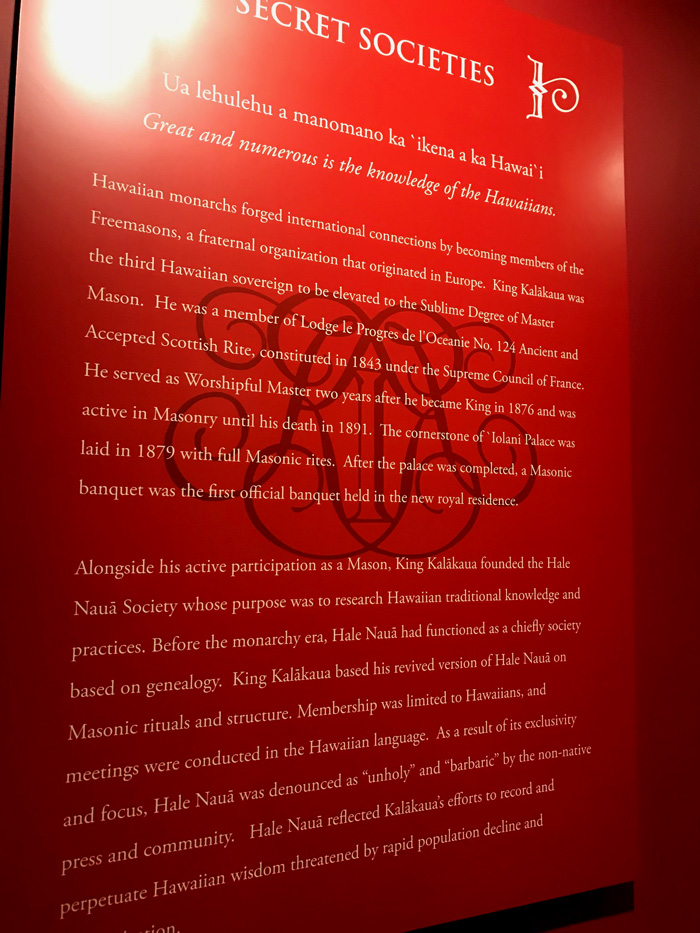 SECRET SOCIETIES
Ua lehulehu a manomano ka `ikena a ka Hawai`i
Great and numerous is the knowledge of the Hawaiians.
Hawaiian monarchs forged international connections by becoming members of the
Freemasons, a fraternal organization that originated in Europe. King Kalākaua was
the third Hawaiian sovereign to be elevated to the Sublime Degree of Master
Mason. He was a member of Lodge le Progres de l'Oceanie No. 124 Ancient and
Accepted Scottish Rite, constituted in 1843 under the Supreme Council of France.
He served as Worshipful Master two years after he became King in 1876 and was
active in Masonry until his death in 1891. The cornerstone of `Iolani Palace was
laid in 1879 with full Masonic rites. After the palace was completed, a Masonic
banquet was the first official banquet held in the new royal residence.
Alongside his active participation as a Mason, King Kalākaua founded the Hale
Nauā Society whose purpose was to research Hawaiian traditional knowledge and
practices. Before the monarchy era, Hale Nauā had functioned as a chiefly society
based on genealogy. King Kalākaua based his revived version of Hale Nauā on
Masonic rituals and structure. Membership was limited to Hawaiians, and
meetings were conducted in the Hawaiian language. As a result of its exclusivity
and focus, Hale Nauā was denounced as “unholy” and “barbaric” by the non-native
press and community. Hale Nauā reflected Kalākaua's efforts to record and
perpetuate Hawaiian wisdom threatened by rapid population decline and